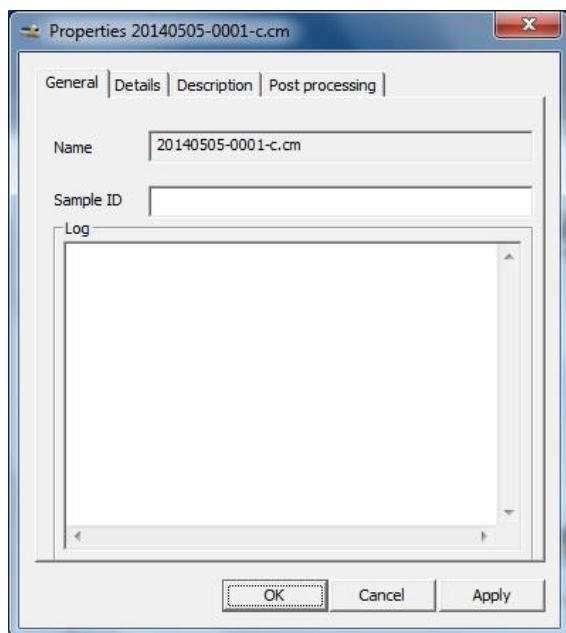 Properties 20140505-0001-c.cm
General Details Description Post processing
Name 20140505-0001-c.cm
Sample ID
Log
OK Cancel Apply